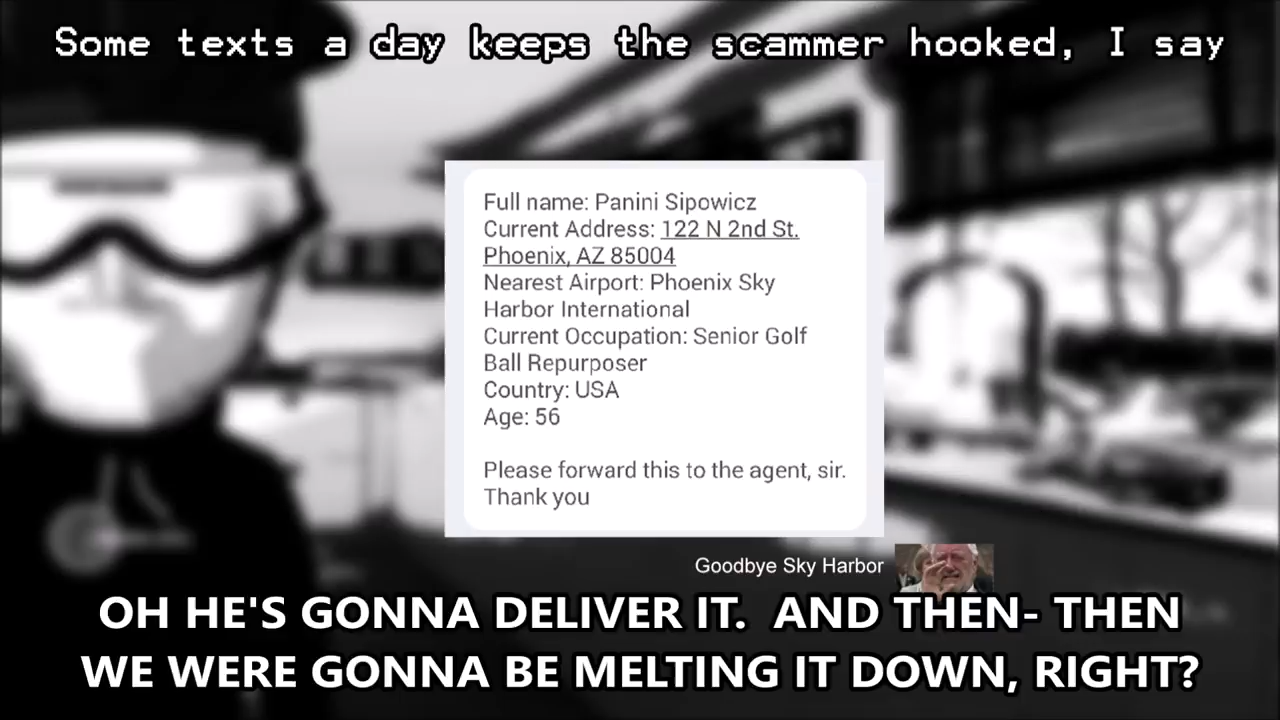 Some texts a day keeps the scammer hooked, I say
Full name: Panini Sipowicz
Current Address: 122 N 2nd St.
Phoenix, AZ 85004
Nearest Airport: Phoenix Sky
Harbor International
Current Occupation: Senior Golf
Ball Repurposer
Country: USA
Age: 56
Please forward this to the agent, sir.
Thank you
Goodbye Sky Harbor
OH HE'S GONNA DELIVER IT.  AND THEN- THEN
WE WERE GONNA BE MELTING IT DOWN, RIGHT?